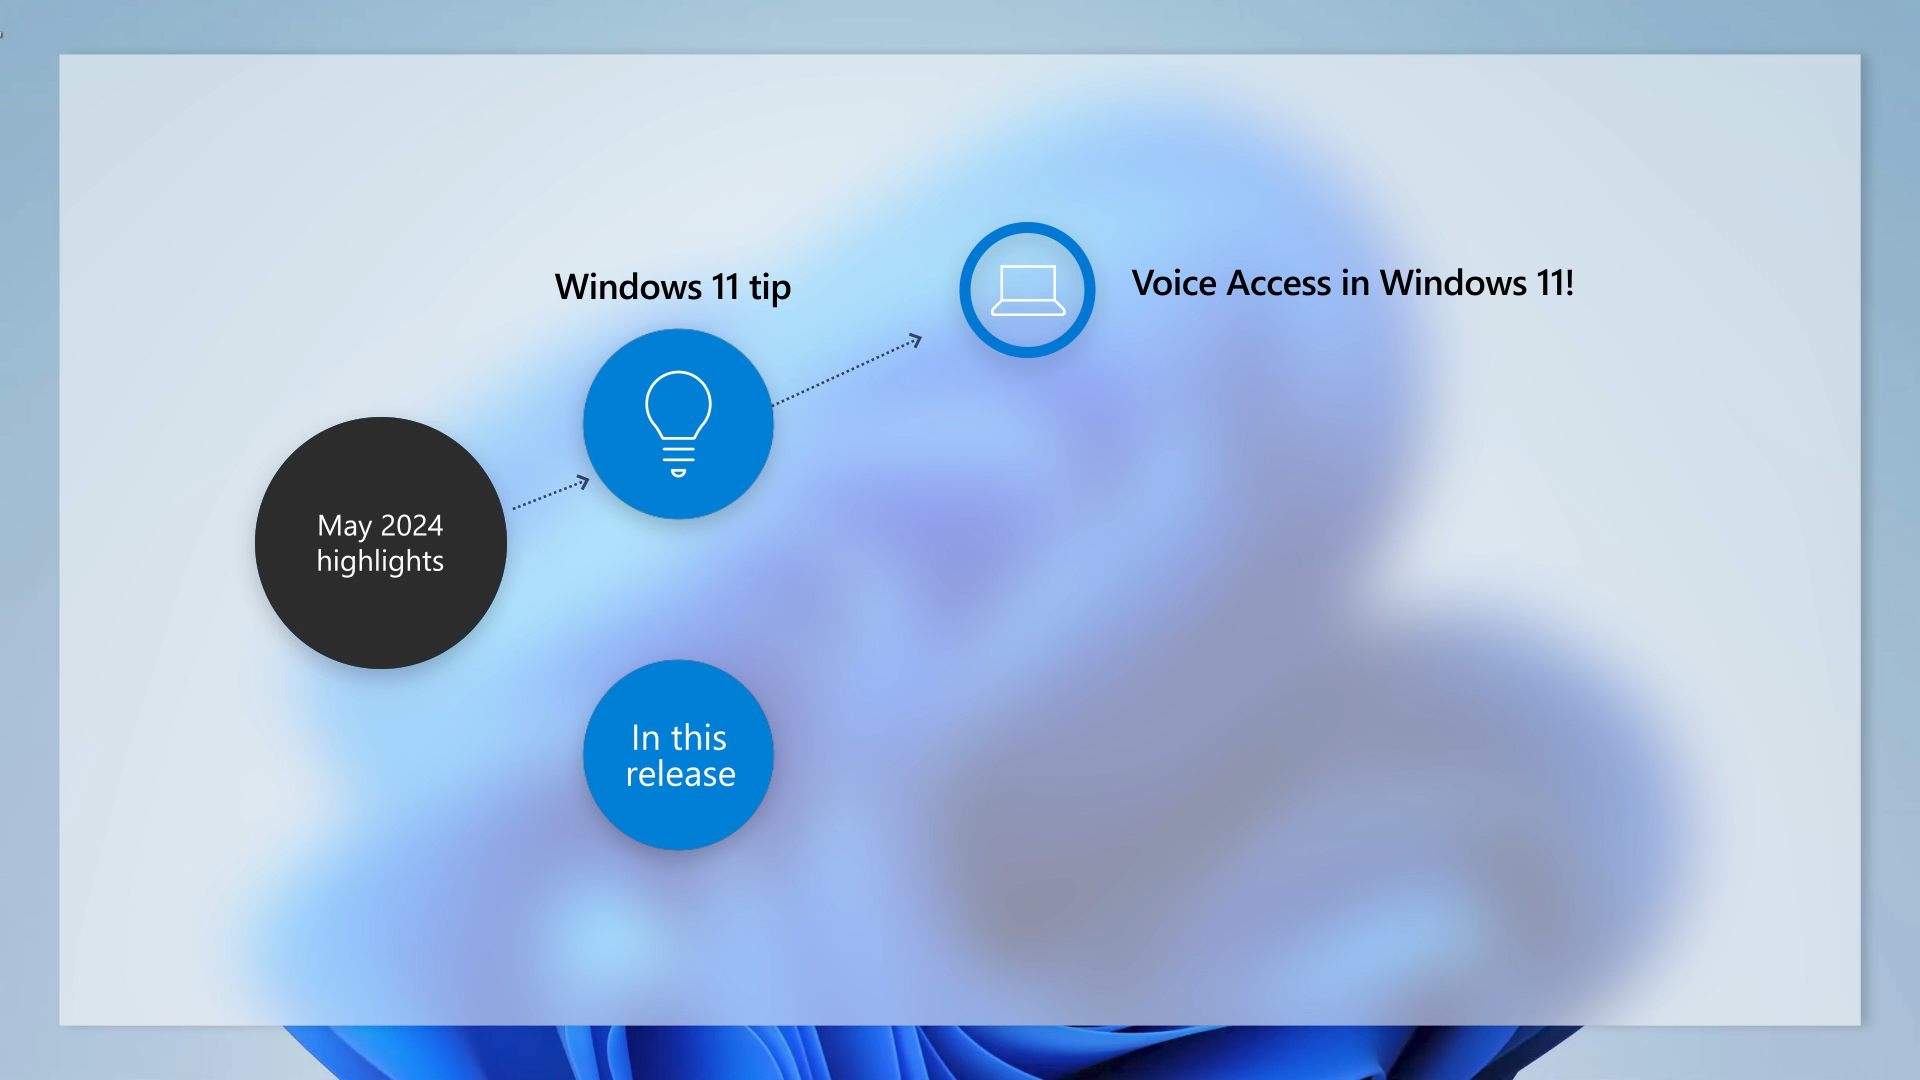 Windows 11 tip
Voice Access in Windows 11!
May 2024
highlights
In this
release